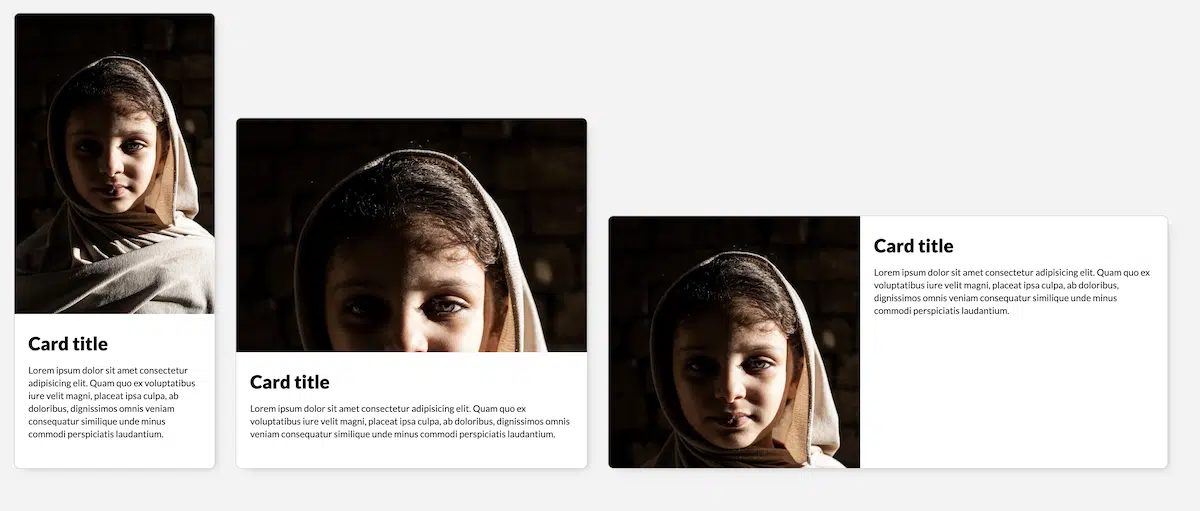 Card title
Lorem ipsum dolor sit amet consectetur
adipisicing elit. Quam quo ex voluptatibus
iure velit magni, placeat ipsa culpa, ab
doloribus, dignissimos omnis veniam
consequatur similique unde minus
commodi perspiciatis laudantium.
Card title
Lorem ipsum dolor sit amet consectetur adipisicing elit. Quam quo ex
voluptatibus iure velit magni, placeat ipsa culpa, ab doloribus, dignissimos omnis
veniam consequatur similique unde minus commodi perspiciatis laudantium.
Card title
Lorem ipsum dolor sit amet consectetur adipisicing elit. Quam quo ex
voluptatibus iure velit magni, placeat ipsa culpa, ab doloribus,
dignissimos omnis veniam consequatur similique unde minus
commodi perspiciatis laudantium.